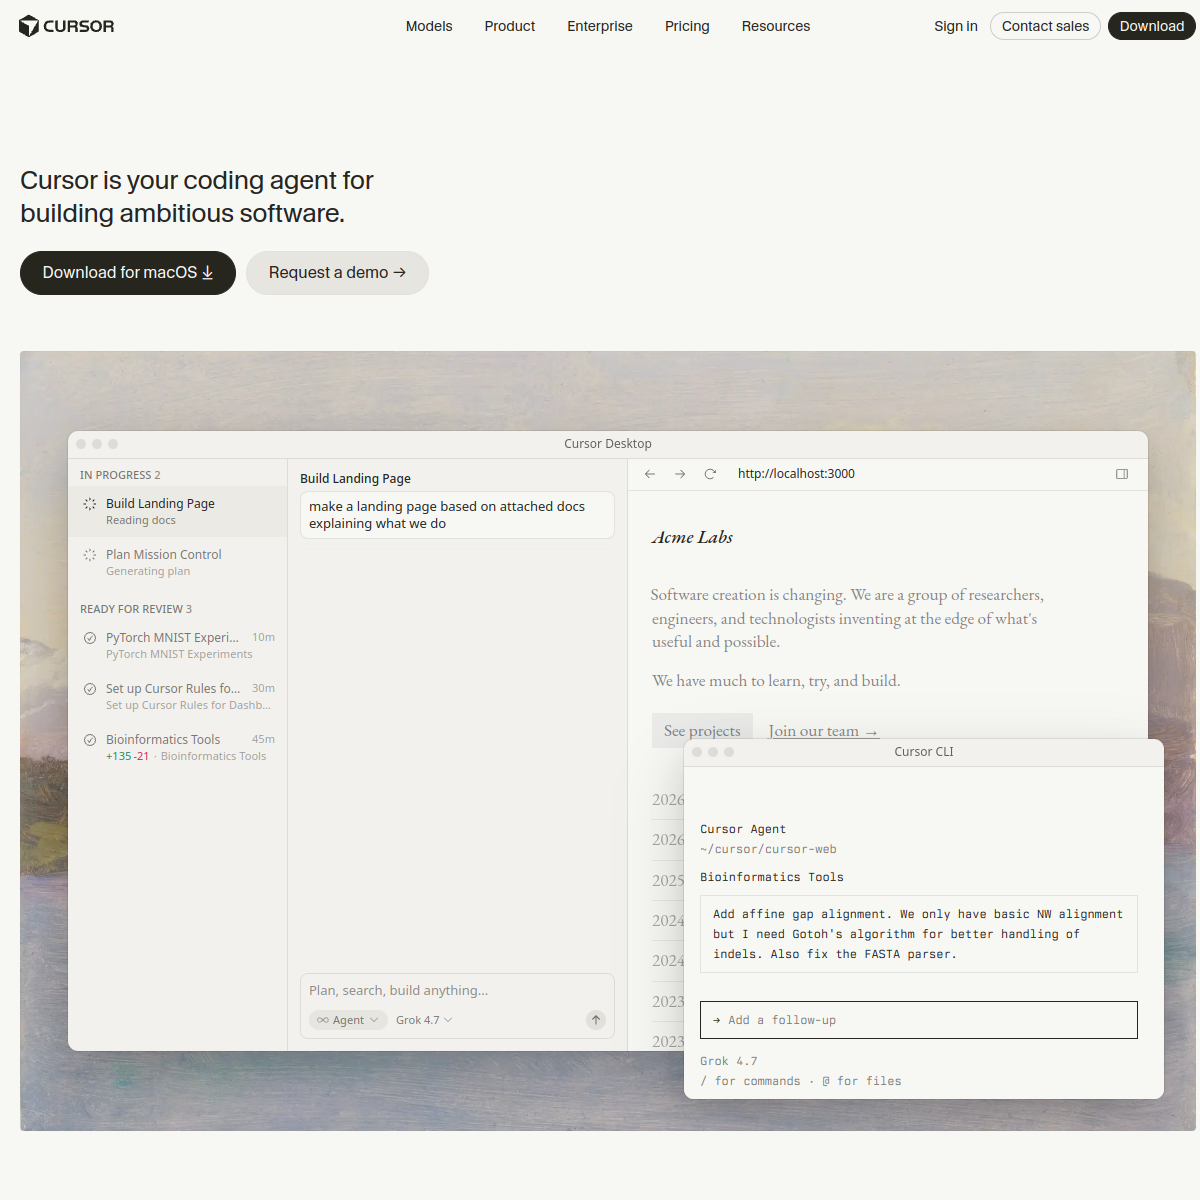 CURSOR
Models
Product
Enterprise
Pricing
Resources
Sign in
Contact sales
Download
Cursor is your coding agent for
building ambitious software.
Download for macOS ↓
Request a demo →
Cursor Desktop
IN PROGRESS 2
Build Landing Page
Reading docs
Plan Mission Control
Generating plan
READY FOR REVIEW 3
PyTorch MNIST Experi... 10m
PyTorch MNIST Experiments
Set up Cursor Rules fo... 30m
Set up Cursor Rules for Dashb...
Bioinformatics Tools 45m
+135 -21 · Bioinformatics Tools
Build Landing Page
make a landing page based on attached docs
explaining what we do
Plan, search, build anything...
Agent
Grok 4.7
http://localhost:3000
Acme Labs
Software creation is changing. We are a group of researchers,
engineers, and technologists inventing at the edge of what's
useful and possible.
We have much to learn, try, and build.
See projects
Join our team →
2026
2026
2025
2024
2024
2023
2023
Cursor CLI
Cursor Agent
~/cursor/cursor-web
Bioinformatics Tools
Add affine gap alignment. We only have basic NW alignment
but I need Gotoh's algorithm for better handling of
indels. Also fix the FASTA parser.
→ Add a follow-up
Grok 4.7
/ for commands · @ for files